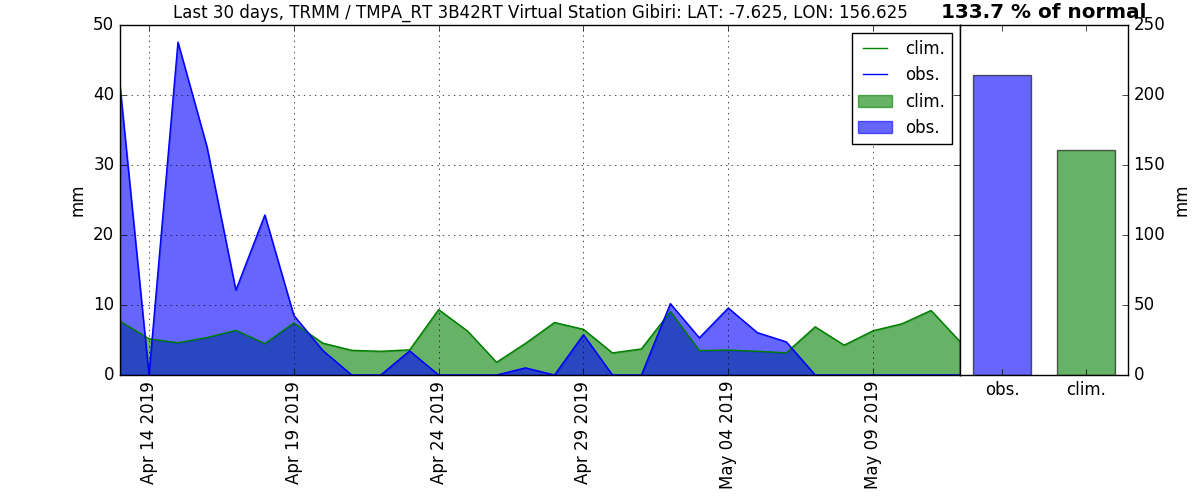 Last 30 days, TRMM / TMPA_RT 3B42RT Virtual Station Gibiri: LAT: -7.625, LON: 156.625
133.7 % of normal
50
40
30
20
10
0
mm
clim.
obs.
clim.
obs.
Apr 14 2019
Apr 19 2019
Apr 24 2019
Apr 29 2019
May 04 2019
May 09 2019
250
200
150
100
50
0
mm
obs.
clim.